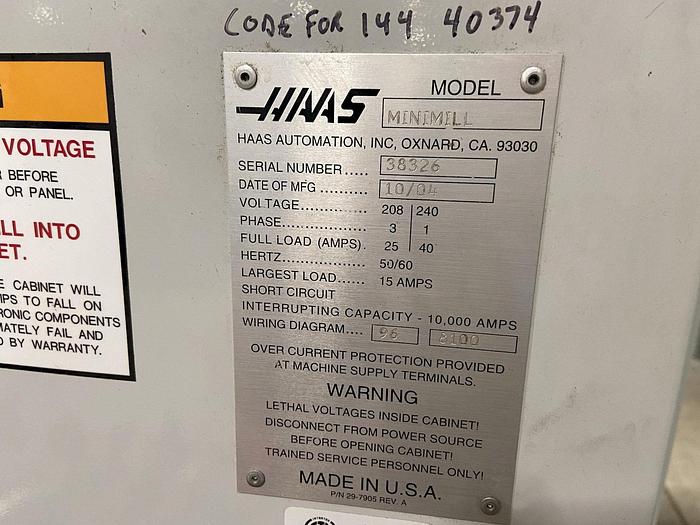 CODE FOR 144 40374
VOLTAGE
BEFORE
OR PANEL.
LL INTO
ET.
E CABINET WILL
MPS TO FALL ON
RONIC COMPONENTS
MATELY FAIL AND
D BY WARRANTY.
HAAS
MODEL
MINIMILL
HAAS AUTOMATION, INC, OXNARD, CA. 93030
SERIAL NUMBER..... 38326
DATE OF MFG .......... 10/04
VOLTAGE................ 208 | 240
PHASE..................... 3 | 1
FULL LOAD (AMPS). 25 | 40
HERTZ..................... 50/60
LARGEST LOAD...... 15 AMPS
SHORT CIRCUIT
INTERRUPTING CAPACITY - 10,000 AMPS
WIRING DIAGRAM.... 96 8100
OVER CURRENT PROTECTION PROVIDED
AT MACHINE SUPPLY TERMINALS.
WARNING
LETHAL VOLTAGES INSIDE CABINET!
DISCONNECT FROM POWER SOURCE
BEFORE OPENING CABINET!
TRAINED SERVICE PERSONNEL ONLY!
MADE IN U.S.A.
P/N 29-7905 REV. A